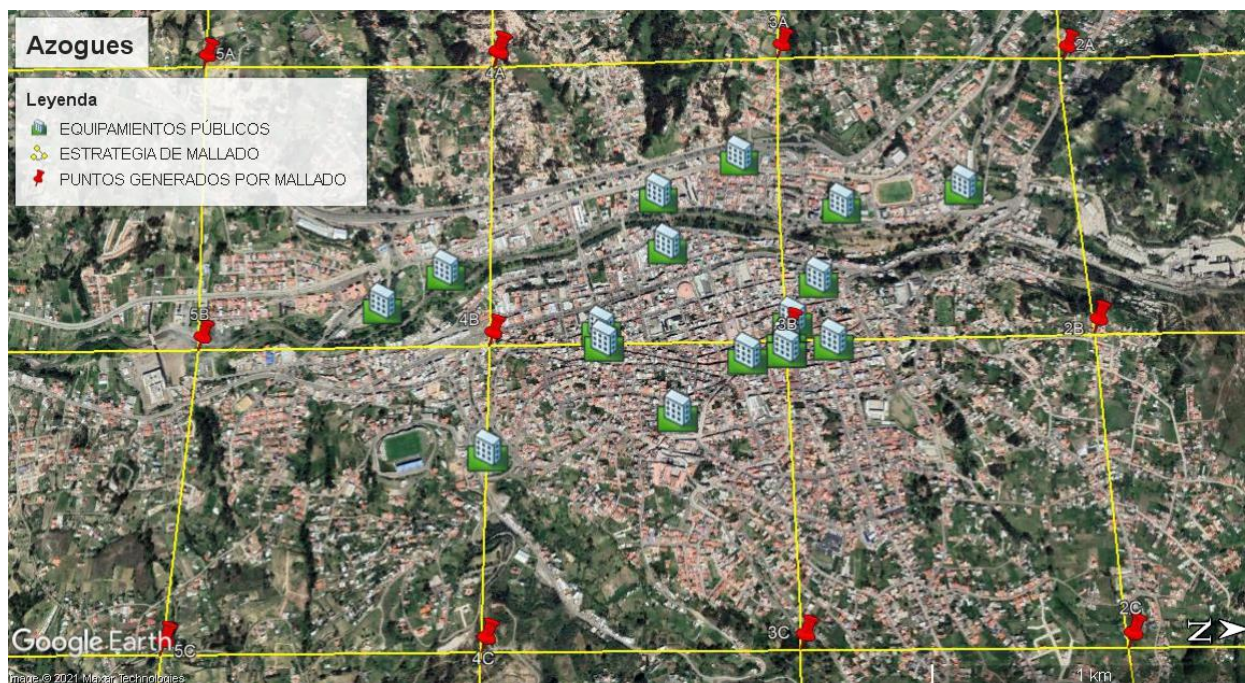 Azogues
Leyenda
EQUIPAMIENTOS PÚBLICOS
ESTRATEGIA DE MALLADO
PUNTOS GENERADOS POR MALLADO
5A
4A
3A
2A
5B
4B
3B
2B
5C
4C
3C
2C
Google Earth
Image © 2021 Maxar Technologies
1 km
N